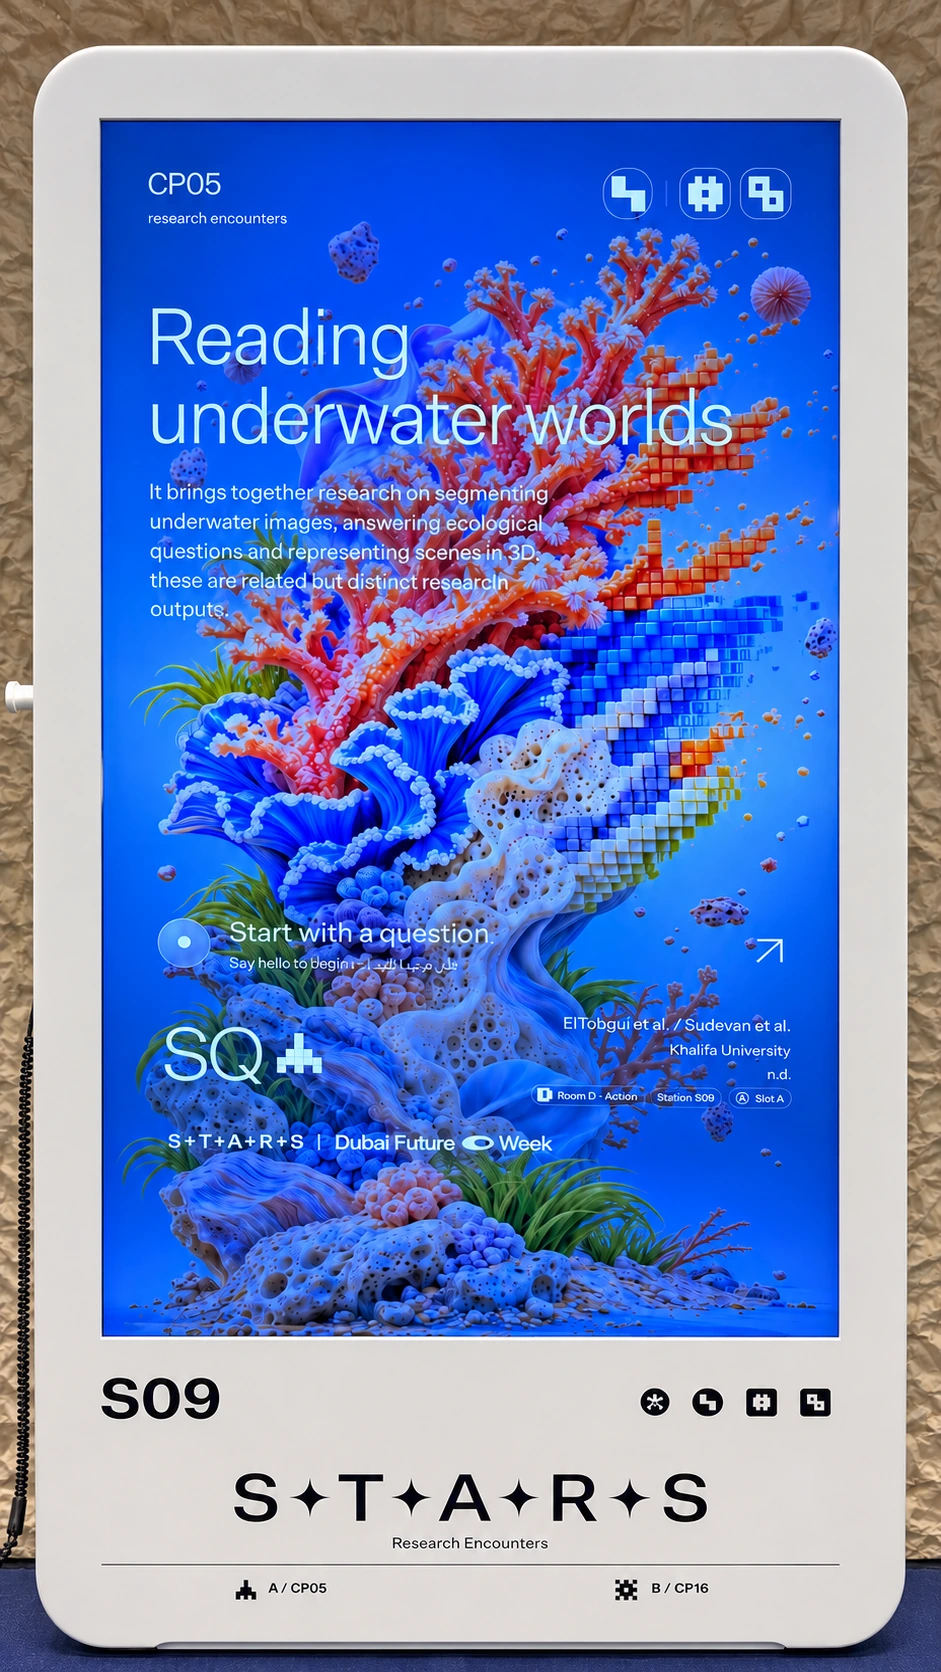 CP05
research encounters
Reading
underwater worlds
It brings together research on segmenting
underwater images, answering ecological
questions and representing scenes in 3D.
these are related but distinct researcln
outputs.
Start with a question.
Say hello to begin
SQ
ElTobgui et al. / Sudevan et al.
Khalifa University
n.d.
Room D - Action Station S09 A Slot A
S+T+A+R+S | Dubai Future Week
S09
S✦T✦A✦R✦S
Research Encounters
A / CP05
B / CP16